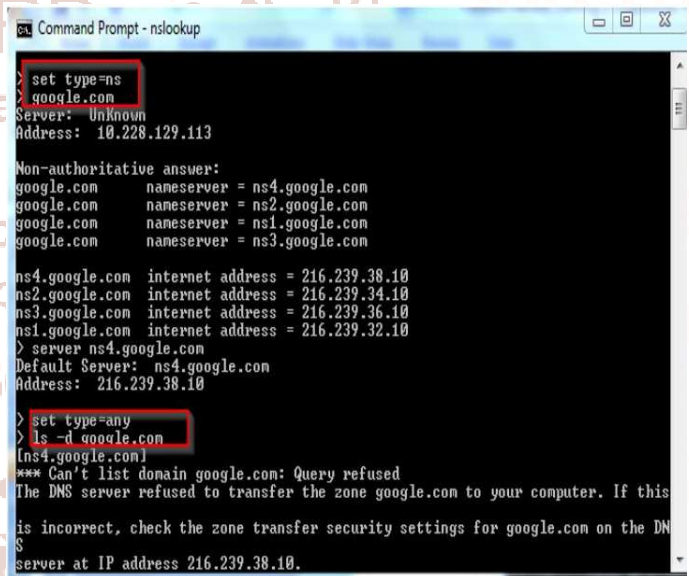 Command Prompt - nslookup
> set type=ns
> google.com
Server:  UnKnown
Address:  10.228.129.113
Non-authoritative answer:
google.com      nameserver = ns4.google.com
google.com      nameserver = ns2.google.com
google.com      nameserver = ns1.google.com
google.com      nameserver = ns3.google.com
ns4.google.com  internet address = 216.239.38.10
ns2.google.com  internet address = 216.239.34.10
ns3.google.com  internet address = 216.239.36.10
ns1.google.com  internet address = 216.239.32.10
> server ns4.google.com
Default Server:  ns4.google.com
Address:  216.239.38.10
> set type=any
> ls -d google.com
[ns4.google.com]
*** Can't list domain google.com: Query refused
The DNS server refused to transfer the zone google.com to your computer. If this
is incorrect, check the zone transfer security settings for google.com on the DN
S
server at IP address 216.239.38.10.